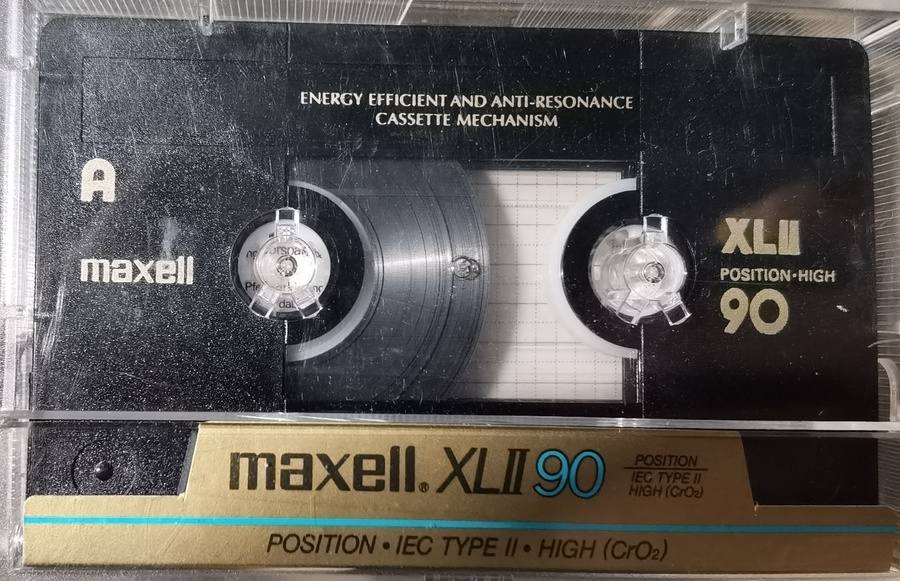 ENERGY EFFICIENT AND ANTI-RESONANCE
CASSETTE MECHANISM
A
maxell
XLII
POSITION·HIGH
90
maxell® XLII 90
POSITION
IEC TYPE II
HIGH (CrO₂)
POSITION • IEC TYPE II • HIGH (CrO₂)